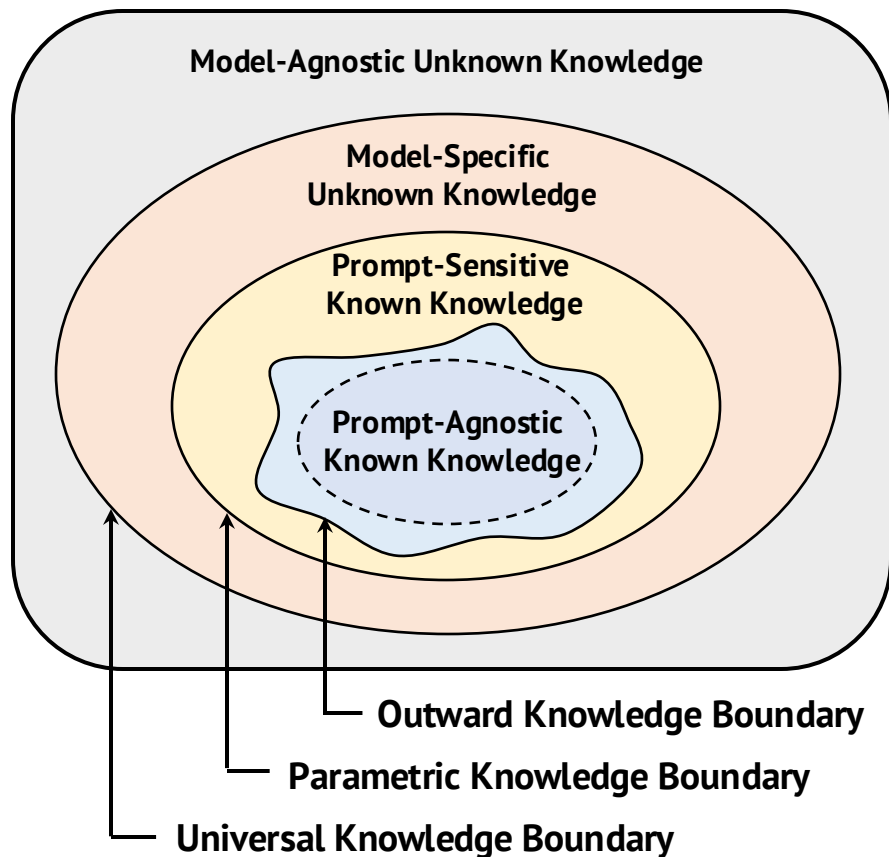 Model-Agnostic Unknown Knowledge
Model-Specific
Unknown Knowledge
Prompt-Sensitive
Known Knowledge
Prompt-Agnostic
Known Knowledge
Outward Knowledge Boundary
Parametric Knowledge Boundary
Universal Knowledge Boundary